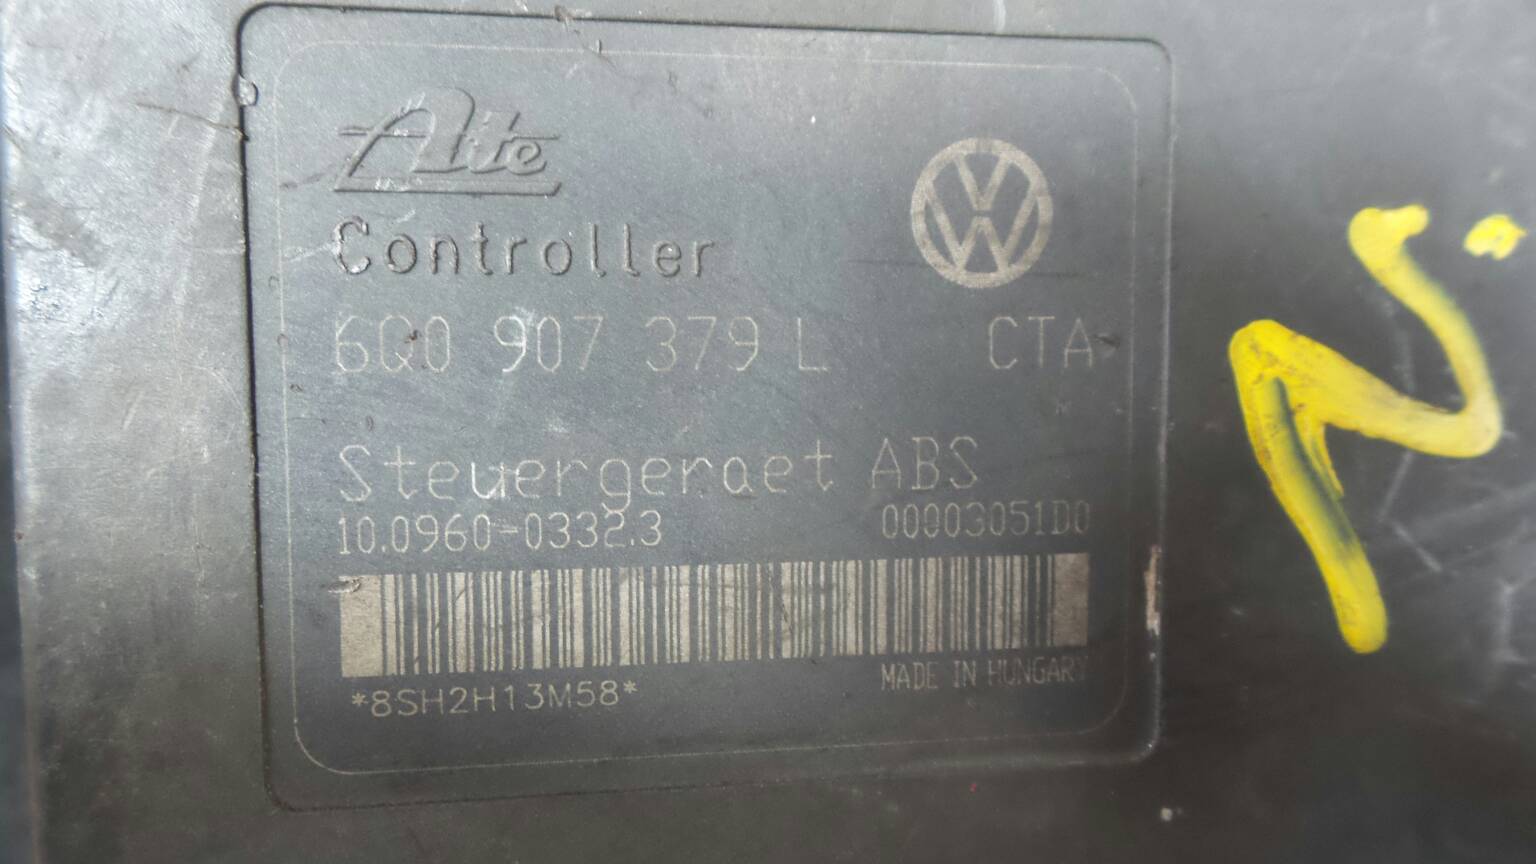 Ate
Controller
6Q0 907 379 L CTA
Steuergeraet ABS
10.0960-0332.3 00003051D0
*8SH2H13M58* MADE IN HUNGARY